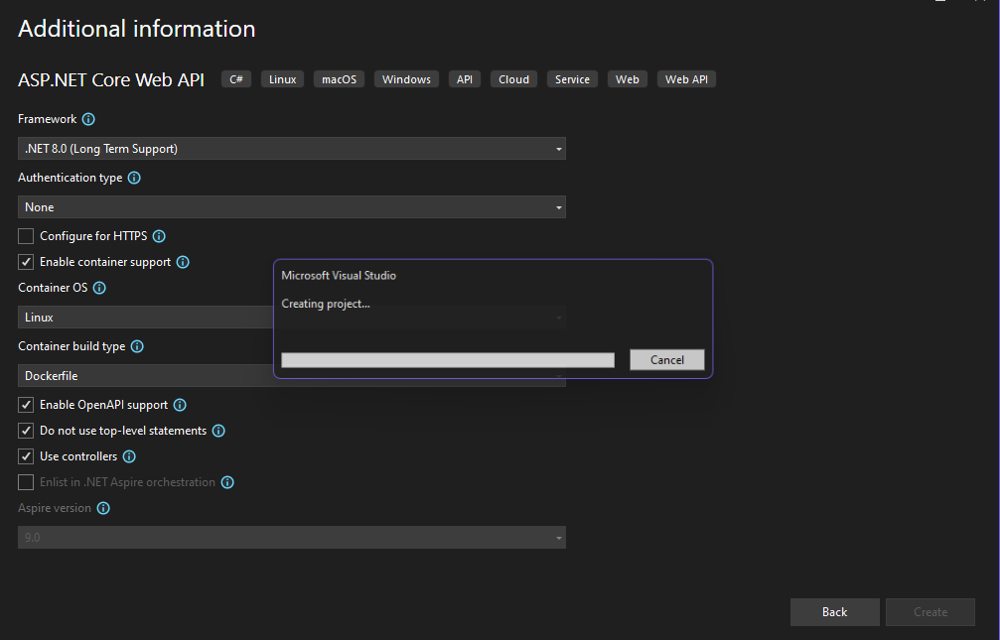 Additional information
ASP.NET Core Web API C# Linux macOS Windows API Cloud Service Web Web API
Framework
.NET 8.0 (Long Term Support)
Authentication type
None
Configure for HTTPS
Enable container support
Container OS
Linux
Container build type
Dockerfile
Microsoft Visual Studio
Creating project...
Cancel
Enable OpenAPI support
Do not use top-level statements
Use controllers
Enlist in .NET Aspire orchestration
Aspire version
9.0
Back Create